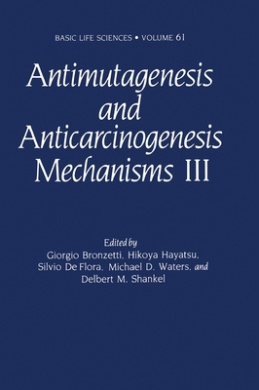 BASIC LIFE SCIENCES • VOLUME 61
Antimutagenesis
and
Anticarcinogenesis
Mechanisms III
Edited by
Giorgio Bronzetti, Hikoya Hayatsu,
Silvio De Flora, Michael D. Waters, and
Delbert M. Shankel